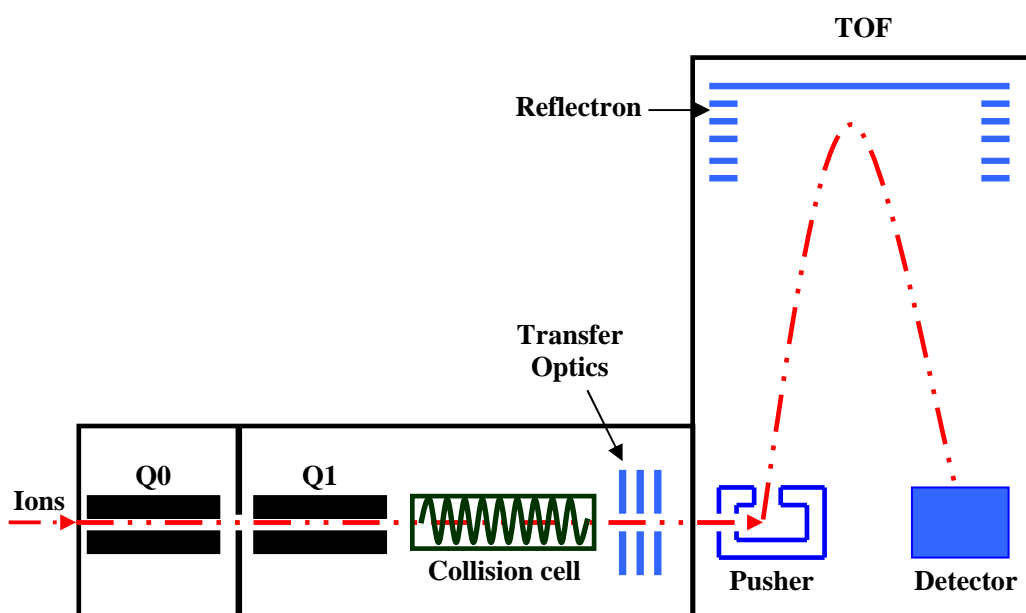 TOF
Reflectron
Transfer
Optics
Q0
Q1
Ions
Collision cell
Pusher
Detector